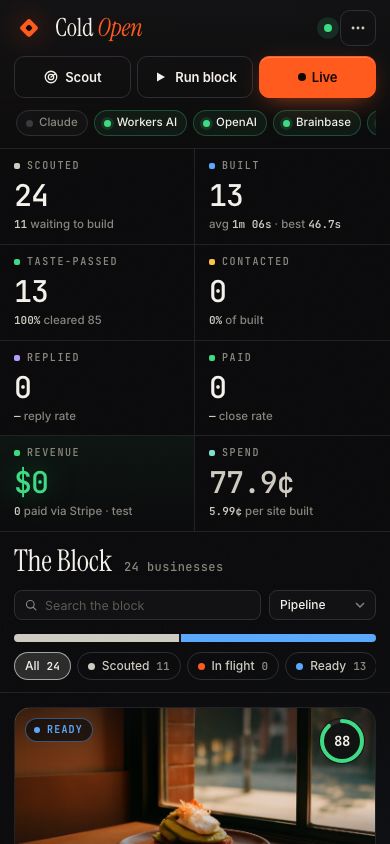 Cold Open
Scout
Run block
Live
Claude
Workers AI
OpenAI
Brainbase
SCOUTED
24
11 waiting to build
BUILT
13
avg 1m 06s · best 46.7s
TASTE-PASSED
13
100% cleared 85
CONTACTED
0
0% of built
REPLIED
0
— reply rate
PAID
0
— close rate
REVENUE
$0
0 paid via Stripe · test
SPEND
77.9¢
5.99¢ per site built
The Block 24 businesses
Search the block
Pipeline
All 24
Scouted 11
In flight 0
Ready 13
READY
88